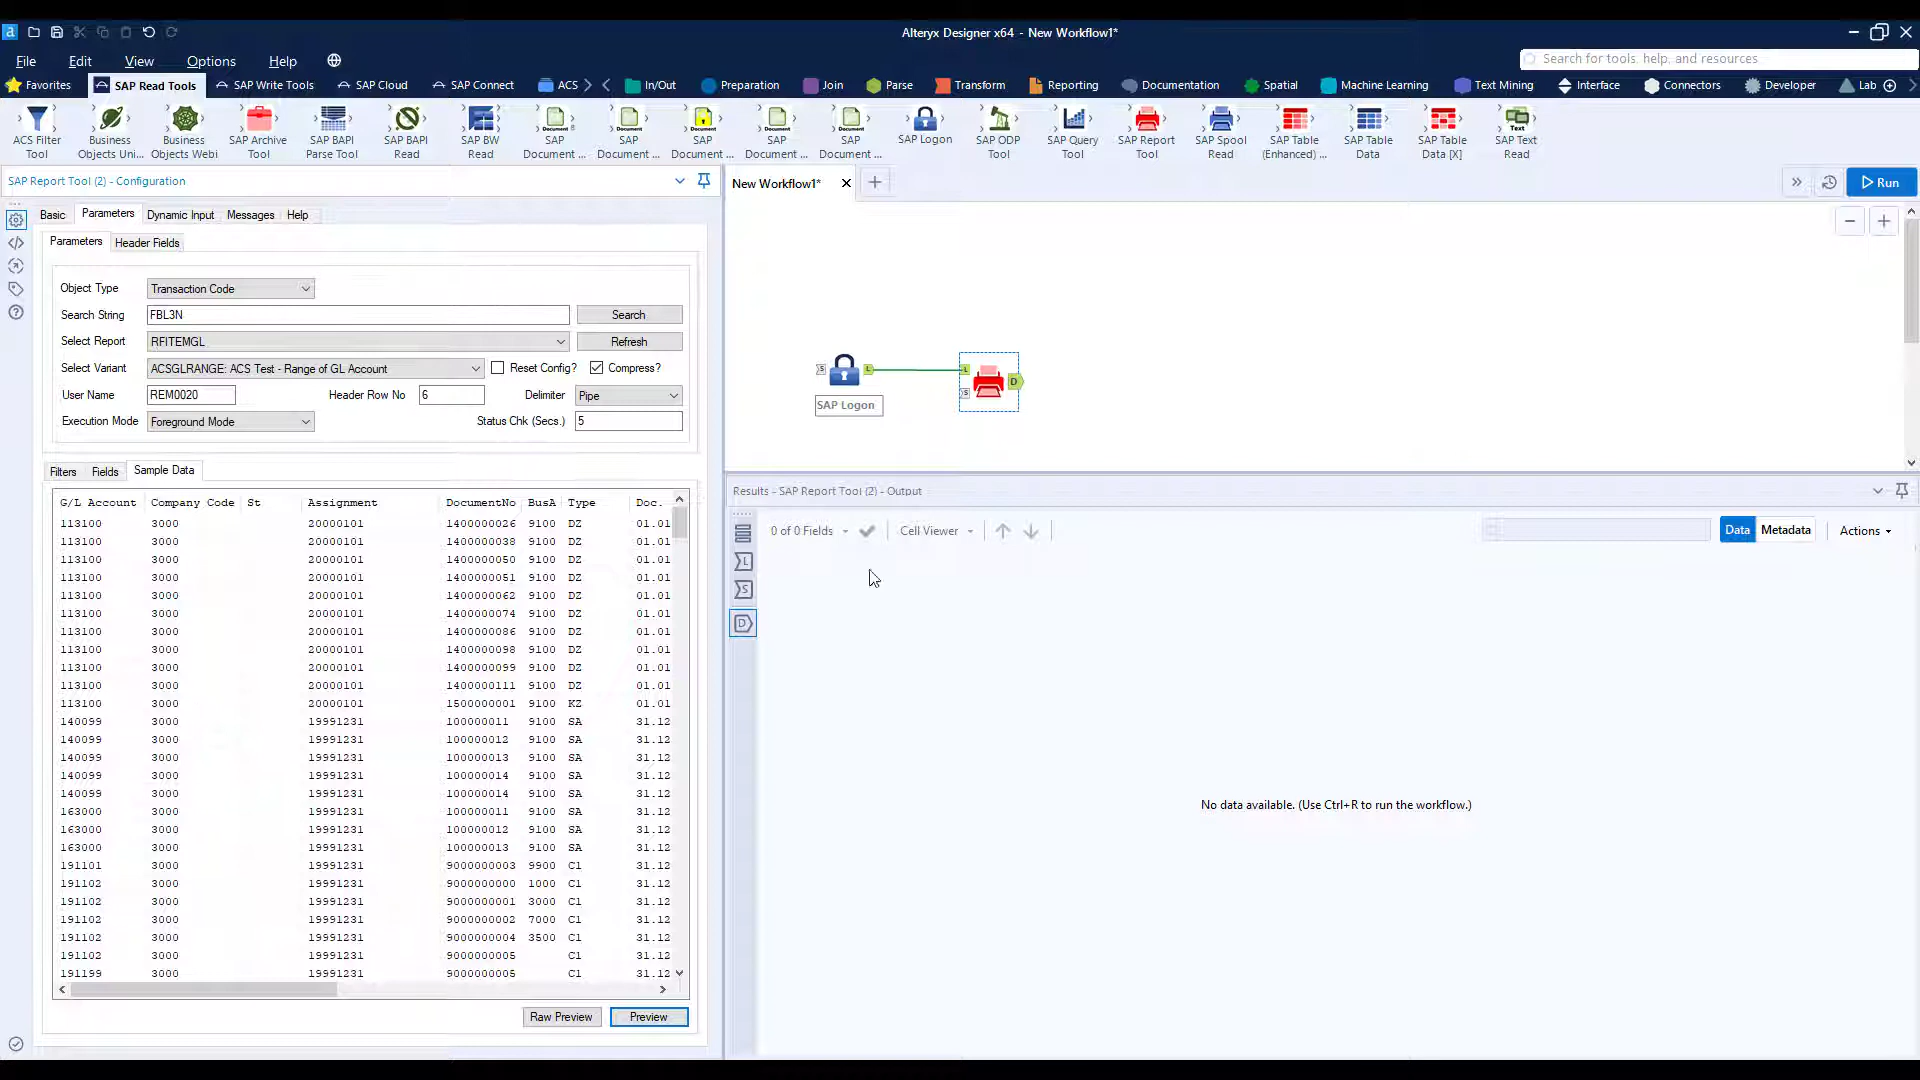 Alteryx Designer x64 - New Workflow1*
File Edit View Options Help
Search for tools, help, and resources
Favorites SAP Read Tools SAP Write Tools SAP Cloud SAP Connect ACS In/Out Preparation Join Parse Transform Reporting Documentation Spatial Machine Learning Text Mining Interface Connectors Developer Lab
ACS Filter Tool
Business Objects Uni...
Business Objects Webi
SAP Archive Tool
SAP BAPI Parse Tool
SAP BAPI Read
SAP BW Read
SAP Document ...
SAP Document ...
SAP Document ...
SAP Document ...
SAP Document ...
SAP Logon
SAP ODP Tool
SAP Query Tool
SAP Report Tool
SAP Spool Read
SAP Table (Enhanced) ...
SAP Table Data
SAP Table Data [X]
SAP Text Read
SAP Report Tool (2) - Configuration
New Workflow1*
Run
Basic Parameters Dynamic Input Messages Help
Parameters Header Fields
Object Type Transaction Code
Search String FBL3N Search
Select Report RFITEMGL Refresh
Select Variant ACSGLRANGE: ACS Test - Range of GL Account Reset Config? Compress?
User Name REM0020 Header Row No 6 Delimiter Pipe
Execution Mode Foreground Mode Status Chk (Secs.) 5
Filters Fields Sample Data
G/L Account Company Code St Assignment DocumentNo BusA Type Doc.
113100 3000 20000101 1400000026 9100 DZ 01.01
113100 3000 20000101 1400000038 9100 DZ 01.01
113100 3000 20000101 1400000050 9100 DZ 01.01
113100 3000 20000101 1400000051 9100 DZ 01.01
113100 3000 20000101 1400000062 9100 DZ 01.01
113100 3000 20000101 1400000074 9100 DZ 01.01
113100 3000 20000101 1400000086 9100 DZ 01.01
113100 3000 20000101 1400000098 9100 DZ 01.01
113100 3000 20000101 1400000099 9100 DZ 01.01
113100 3000 20000101 1400000111 9100 DZ 01.01
113100 3000 20000101 1500000001 9100 KZ 01.01
140099 3000 19991231 100000011 9100 SA 31.12
140099 3000 19991231 100000012 9100 SA 31.12
140099 3000 19991231 100000013 9100 SA 31.12
140099 3000 19991231 100000014 9100 SA 31.12
140099 3000 19991231 100000014 9100 SA 31.12
163000 3000 19991231 100000011 9100 SA 31.12
163000 3000 19991231 100000012 9100 SA 31.12
163000 3000 19991231 100000013 9100 SA 31.12
191101 3000 19991231 9000000003 9900 C1 31.12
191102 3000 19991231 9000000000 1000 C1 31.12
191102 3000 19991231 9000000001 3000 C1 31.12
191102 3000 19991231 9000000002 7000 C1 31.12
191102 3000 19991231 9000000004 3500 C1 31.12
191102 3000 19991231 9000000005 C1 31.12
191199 3000 19991231 9000000005 C1 31.12
Raw Preview Preview
S L L S D
SAP Logon
Results - SAP Report Tool (2) - Output
0 of 0 Fields Cell Viewer Data Metadata Actions
L
S
D
No data available. (Use Ctrl+R to run the workflow.)